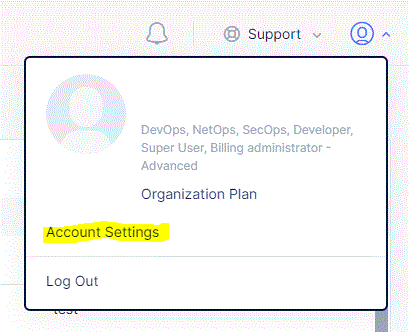 Support
DevOps, NetOps, SecOps, Developer,
Super User, Billing administrator -
Advanced
Organization Plan
Account Settings
Log Out
test